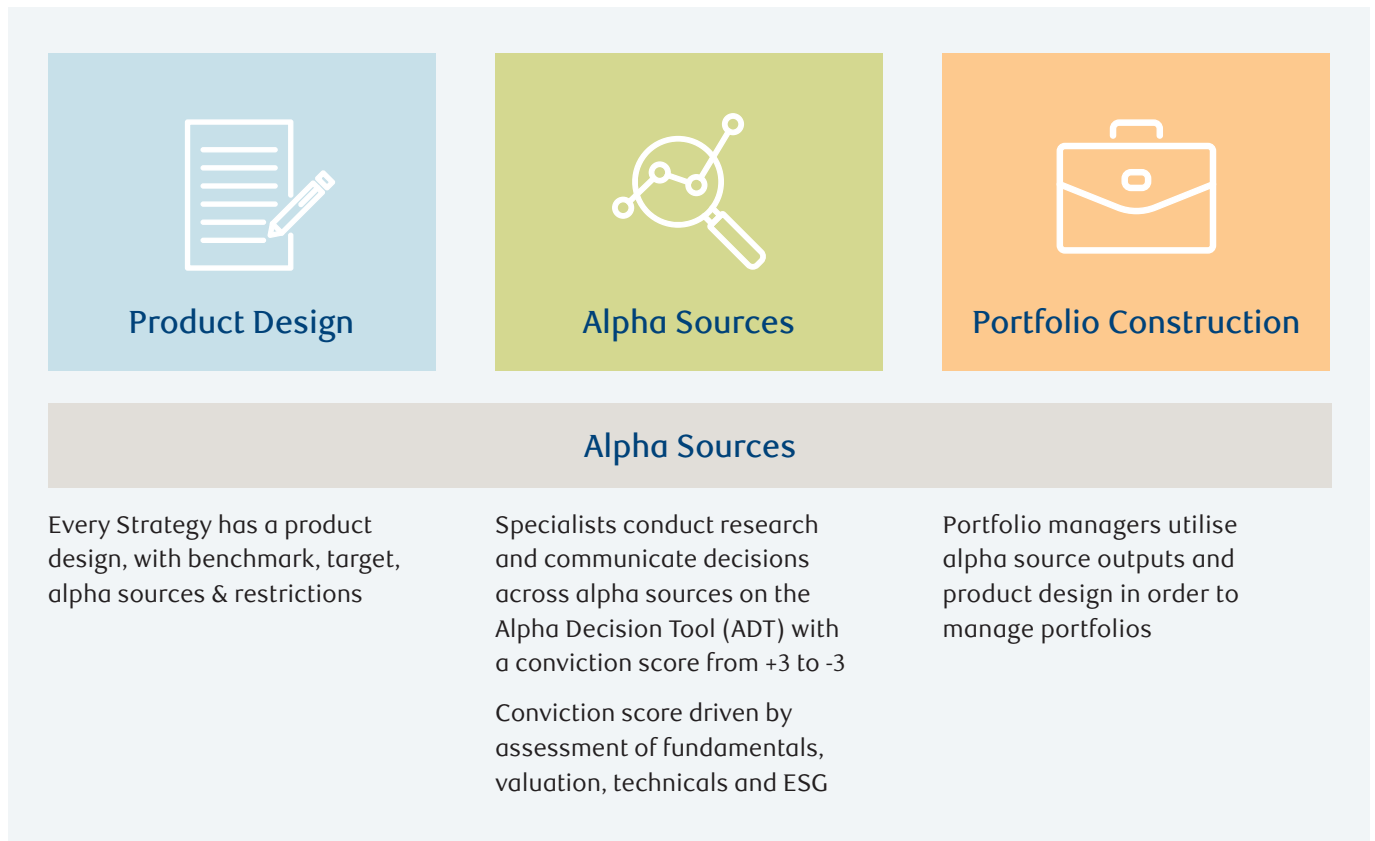 Product Design
Alpha Sources
Portfolio Construction
Alpha Sources
Every Strategy has a product
design, with benchmark, target,
alpha sources & restrictions
Specialists conduct research
and communicate decisions
across alpha sources on the
Alpha Decision Tool (ADT) with
a conviction score from +3 to -3
Conviction score driven by
assessment of fundamentals,
valuation, technicals and ESG
Portfolio managers utilise
alpha source outputs and
product design in order to
manage portfolios